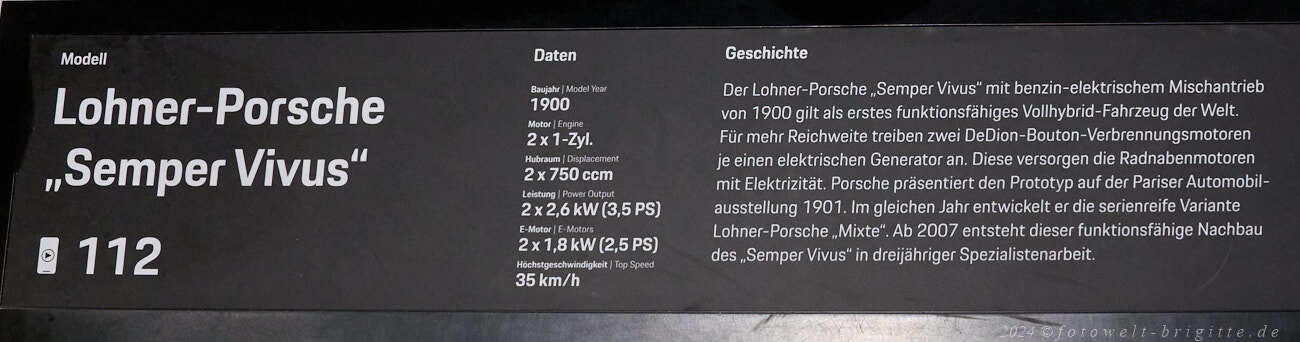 Modell
Lohner-Porsche
„Semper Vivus“
112
Daten
Baujahr | Model Year
1900
Motor | Engine
2 x 1-Zyl.
Hubraum | Displacement
2 x 750 ccm
Leistung | Power Output
2 x 2,6 kW (3,5 PS)
E-Motor | E-Motors
2 x 1,8 kW (2,5 PS)
Höchstgeschwindigkeit | Top Speed
35 km/h
Geschichte
Der Lohner-Porsche „Semper Vivus“ mit benzin-elektrischem Mischantrieb
von 1900 gilt als erstes funktionsfähiges Vollhybrid-Fahrzeug der Welt.
Für mehr Reichweite treiben zwei DeDion-Bouton-Verbrennungsmotoren
je einen elektrischen Generator an. Diese versorgen die Radnabenmotoren
mit Elektrizität. Porsche präsentiert den Prototyp auf der Pariser Automobil-
ausstellung 1901. Im gleichen Jahr entwickelt er die serienreife Variante
Lohner-Porsche „Mixte“. Ab 2007 entsteht dieser funktionsfähige Nachbau
des „Semper Vivus“ in dreijähriger Spezialistenarbeit.
2024 © fotowelt-brigitte.de